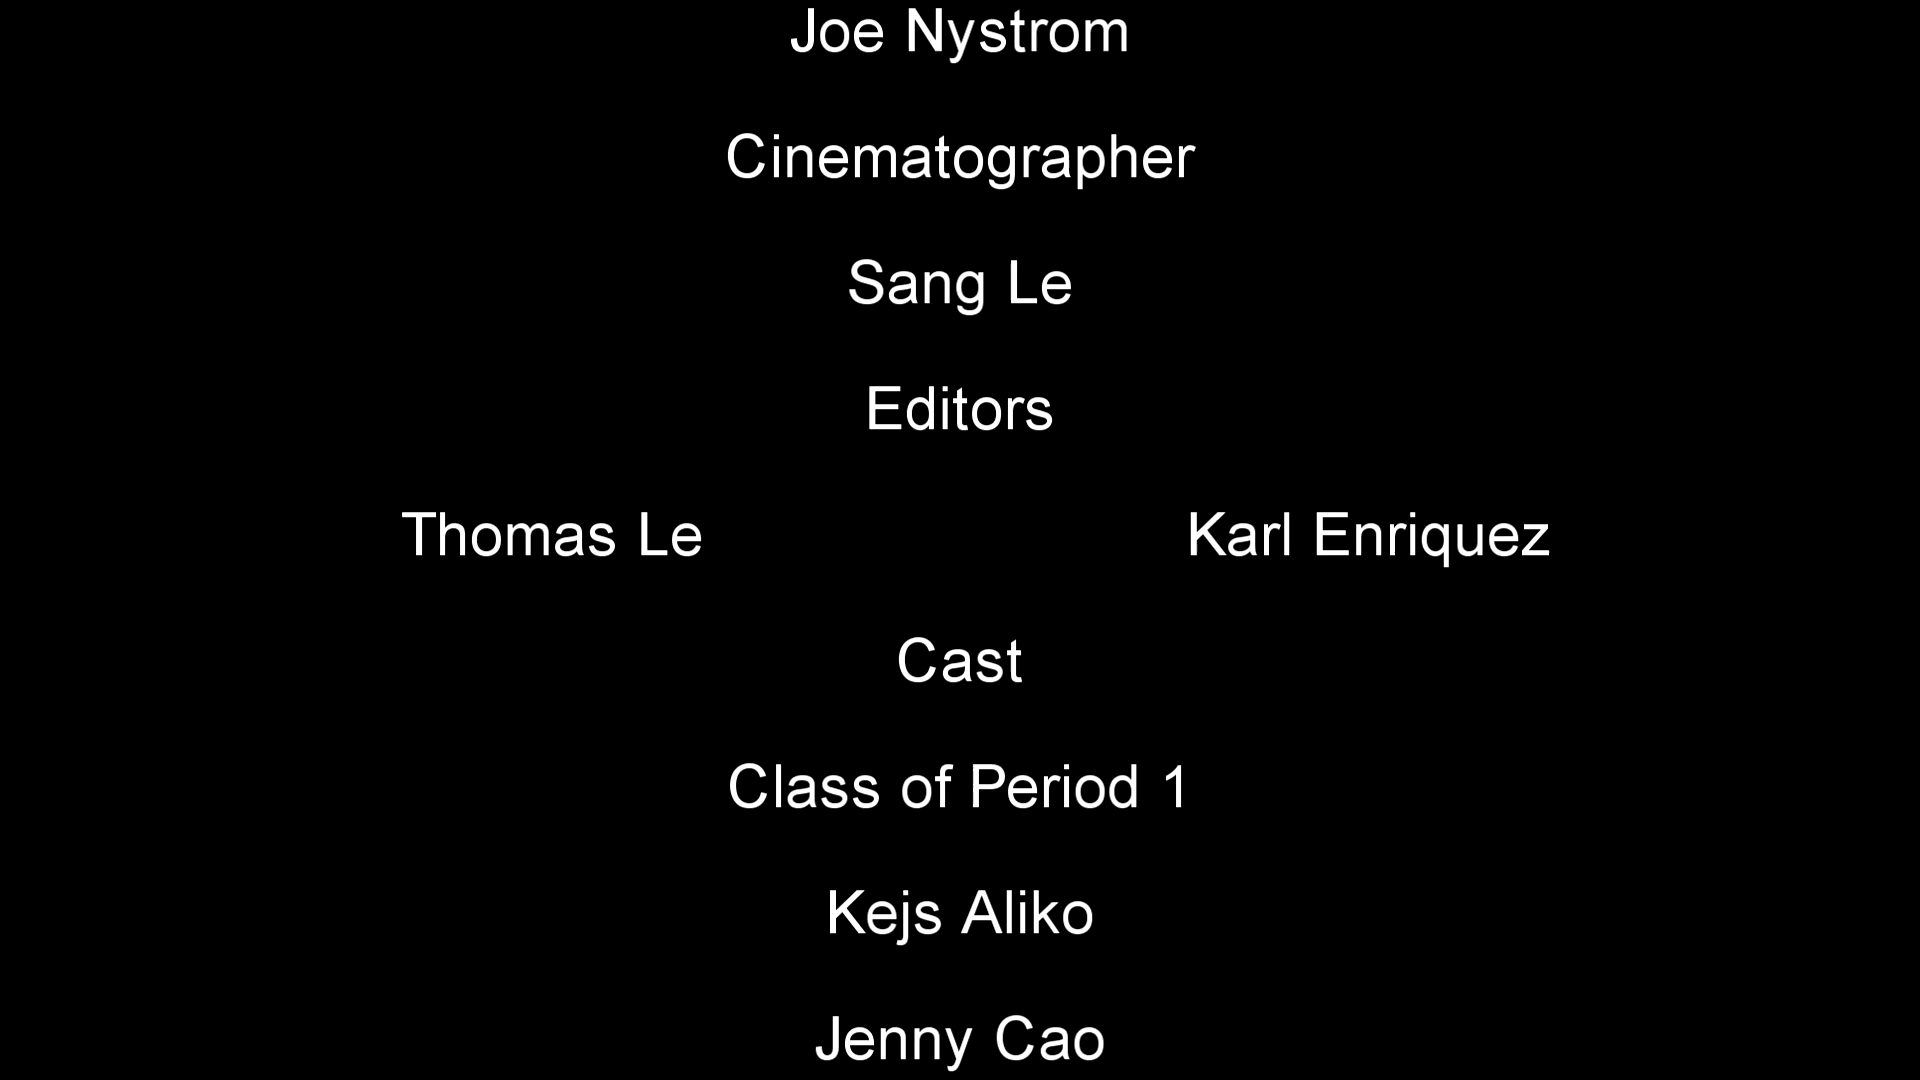 Joe Nystrom
Cinematographer
Sang Le
Editors
Thomas Le Karl Enriquez
Cast
Class of Period 1
Kejs Aliko
Jenny Cao